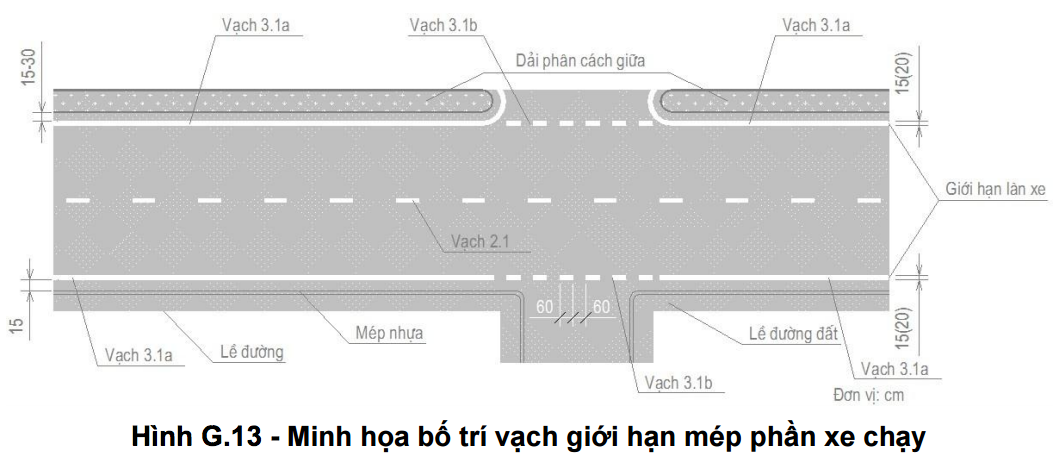 Vạch 3.1a
Vạch 3.1b
Vạch 3.1a
Dải phân cách giữa
15-30
15(20)
Giới hạn làn xe
Vạch 2.1
60
60
15
Mép nhựa
Lề đường
Lề đường đất
15(20)
Vạch 3.1a
Vạch 3.1b
Vạch 3.1a
Đơn vị: cm
Hình G.13 - Minh họa bố trí vạch giới hạn mép phần xe chạy